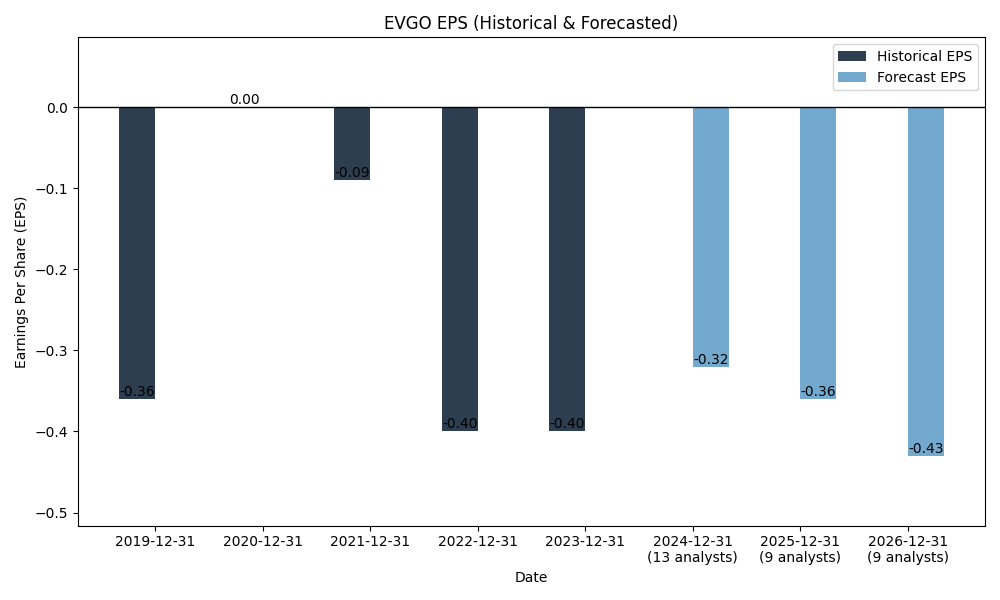 EVGO EPS (Historical & Forecasted)
Historical EPS
Forecast EPS
Earnings Per Share (EPS)
0.0
−0.1
−0.2
−0.3
−0.4
−0.5
-0.36
0.00
-0.09
-0.40
-0.40
-0.32
-0.36
-0.43
2019-12-31
2020-12-31
2021-12-31
2022-12-31
2023-12-31
2024-12-31
(13 analysts)
2025-12-31
(9 analysts)
2026-12-31
(9 analysts)
Date